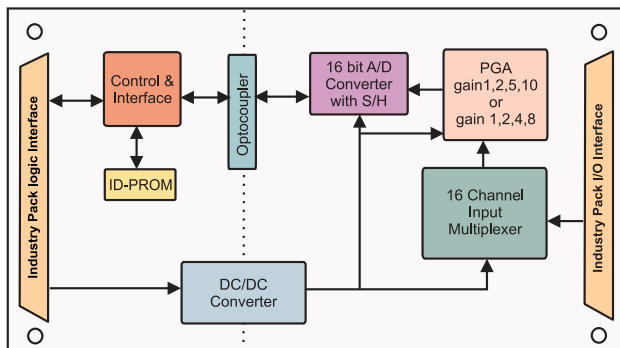 Industry Pack logic Interface
Control &
Interface
ID-PROM
Optocoupler
16 bit A/D
Converter
with S/H
PGA
gain1,2,5,10
or
gain 1,2,4,8
16 Channel
Input
Multiplexer
DC/DC
Converter
Industry Pack I/O Interface